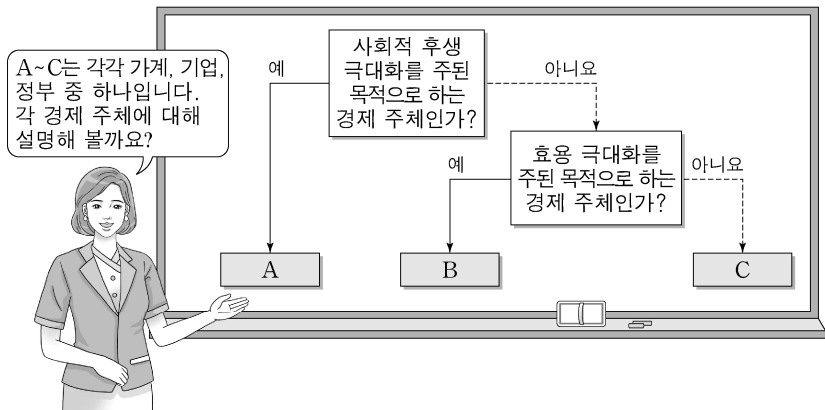 A~C는 각각 가계, 기업,
정부 중 하나입니다.
각 경제 주체에 대해
설명해 볼까요?
사회적 후생
극대화를 주된
목적으로 하는
경제 주체인가?
예
아니요
효용 극대화를
주된 목적으로 하는
경제 주체인가?
예
아니요
A
B
C